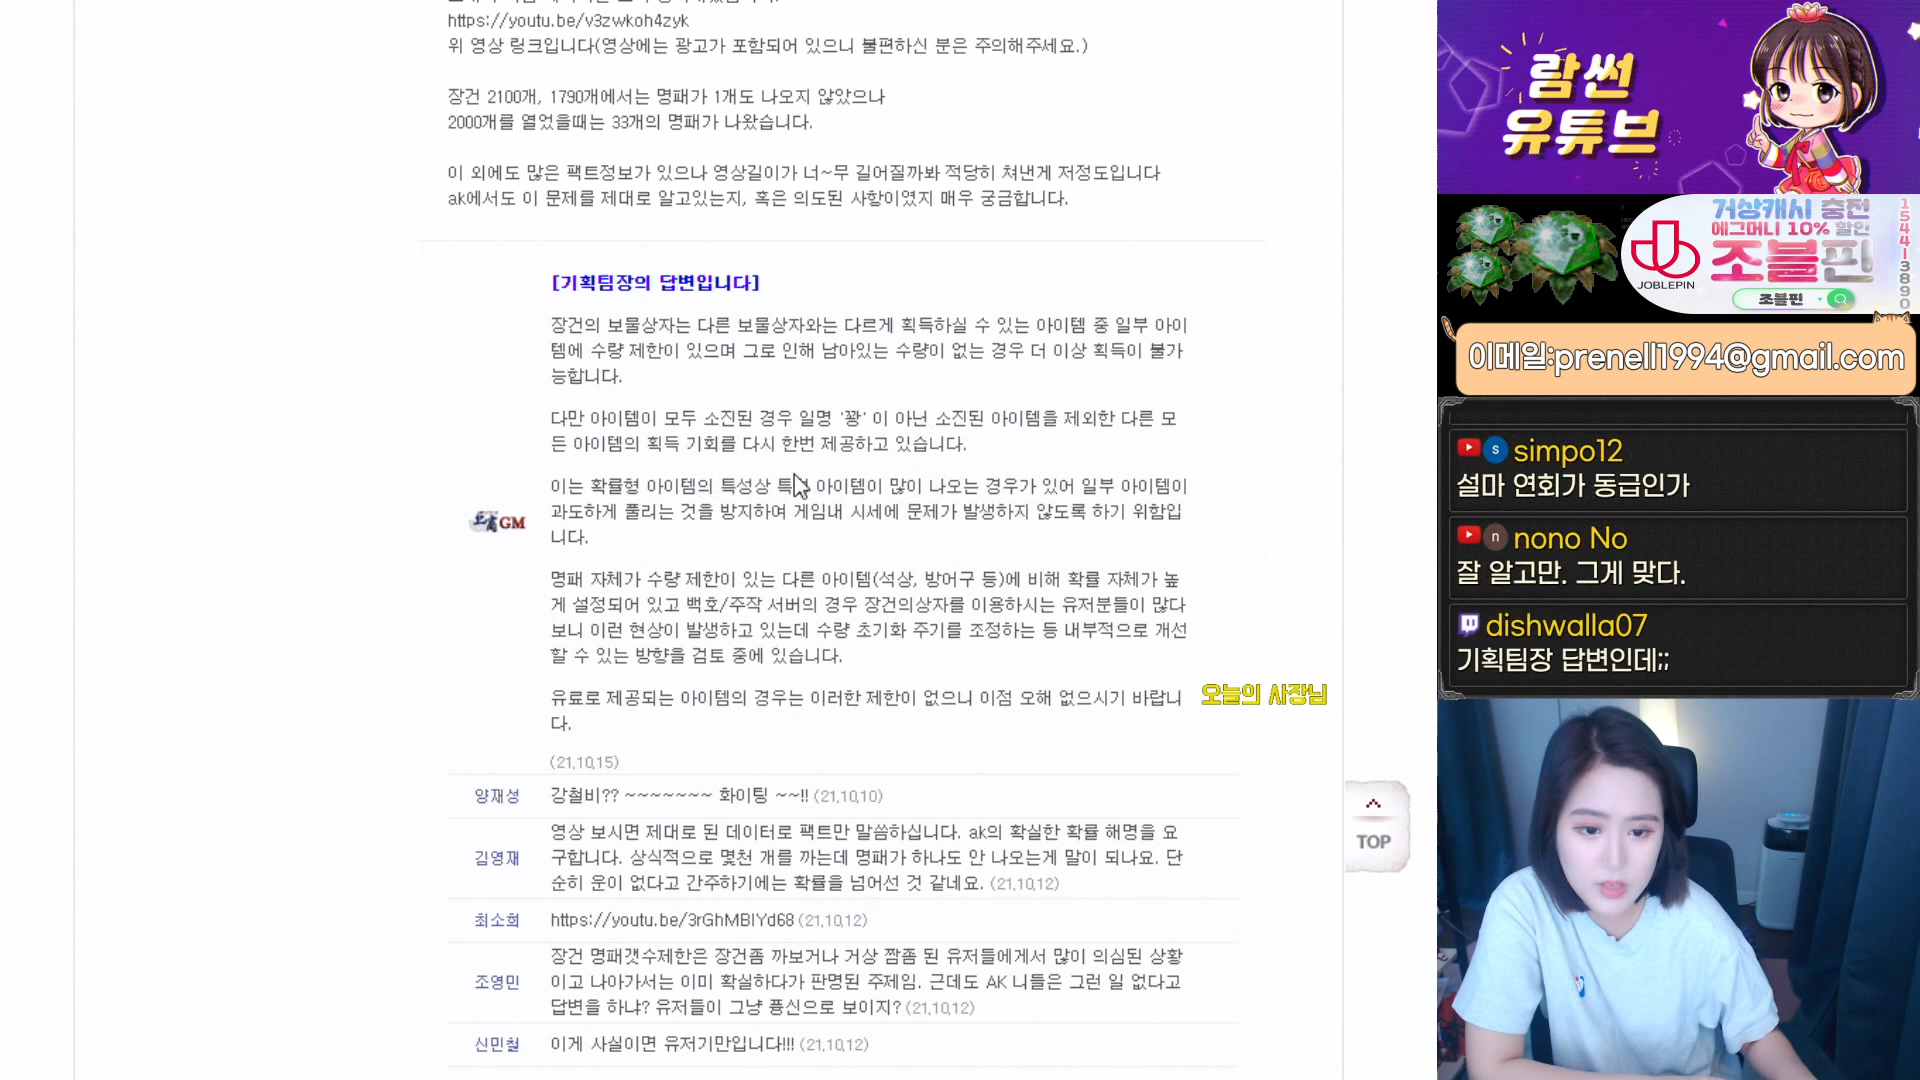 https://youtu.be/v3zwkoh4zyk
위 영상 링크입니다(영상에는 광고가 포함되어 있으니 불편하신 분은 주의해주세요.)
장건 2100개, 1790개에서는 명패가 1개도 나오지 않았으나
2000개를 열었을때는 33개의 명패가 나왔습니다.
이 외에도 많은 팩트정보가 있으나 영상길이가 너~무 길어질까봐 적당히 쳐낸게 저정도입니다
ak에서도 이 문제를 제대로 알고있는지, 혹은 의도된 사항이였지 매우 궁금합니다.
[기획팀장의 답변입니다]
장건의 보물상자는 다른 보물상자와는 다르게 획득하실 수 있는 아이템 중 일부 아이
템에 수량 제한이 있으며 그로 인해 남아있는 수량이 없는 경우 더 이상 획득이 불가
능합니다.
다만 아이템이 모두 소진된 경우 일명 '꽝' 이 아닌 소진된 아이템을 제외한 다른 모
든 아이템의 획득 기회를 다시 한번 제공하고 있습니다.
이는 확률형 아이템의 특성상 아이템이 많이 나오는 경우가 있어 일부 아이템이
과도하게 풀리는 것을 방지하여 게임내 시세에 문제가 발생하지 않도록 하기 위함입
니다.
GM
명패 자체가 수량 제한이 있는 다른 아이템(석상, 방어구 등)에 비해 확률 자체가 높
게 설정되어 있고 백호/주작 서버의 경우 장건의상자를 이용하시는 유저분들이 많다
보니 이런 현상이 발생하고 있는데 수량 초기화 주기를 조정하는 등 내부적으로 개선
할 수 있는 방향을 검토 중에 있습니다.
유료로 제공되는 아이템의 경우는 이러한 제한이 없으니 이점 오해 없으시기 바랍니
다.
(21.10.15)
양재성 강철비?? ~~~~~~~ 화이팅 ~~!! (21.10.10)
영상 보시면 제대로 된 데이터로 팩트만 말씀하십니다. ak의 확실한 확률 해명을 요
김영재 구합니다. 상식적으로 몇천 개를 까는데 명패가 하나도 안 나오는게 말이 되나요. 단
순히 운이 없다고 간주하기에는 확률을 넘어선 것 같네요. (21.10.12)
최소희 https://youtu.be/3rGhMBlYd68 (21.10.12)
장건 명패갯수제한은 장건좀 까보거나 거상 짬좀 된 유저들에게서 많이 의심된 상황
조영민 이고 나아가서는 이미 확실하다가 판명된 주제임. 근데도 AK 니들은 그런 일 없다고
답변을 하냐? 유저들이 그냥 퓽신으로 보이지? (21.10.12)
신민철 이게 사실이면 유저기만입니다!!! (21.10.12)
오늘의 사장님
TOP
람썬
유튜브
거상캐시 충전
에그머니 10% 할인
조블핀
JOBLEPIN
조블핀
1544-3890
이메일:prenell1994@gmail.com
s simpo12
설마 연회가 동급인가
n nono No
잘 알고만. 그게 맞다.
dishwalla07
기획팀장 답변인데;;